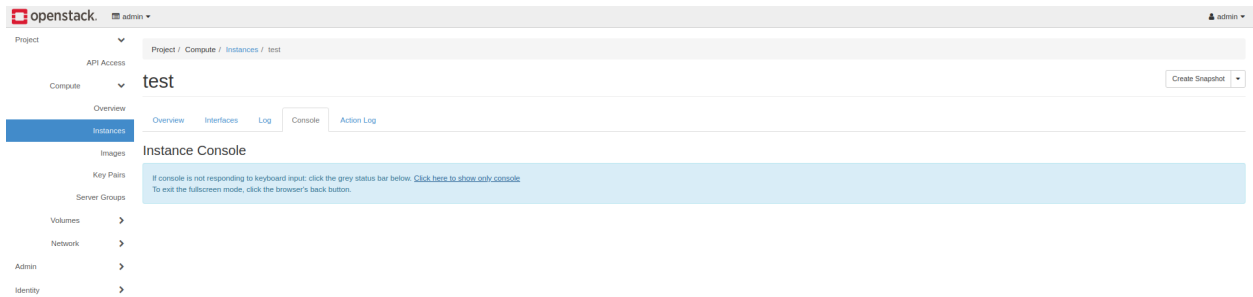 openstack. admin admin
Project
API Access
Compute
Overview
Instances
Images
Key Pairs
Server Groups
Volumes
Network
Admin
Identity
Project / Compute / Instances / test
test
Create Snapshot
Overview Interfaces Log Console Action Log
Instance Console
If console is not responding to keyboard input: click the grey status bar below. Click here to show only console
To exit the fullscreen mode, click the browser's back button.